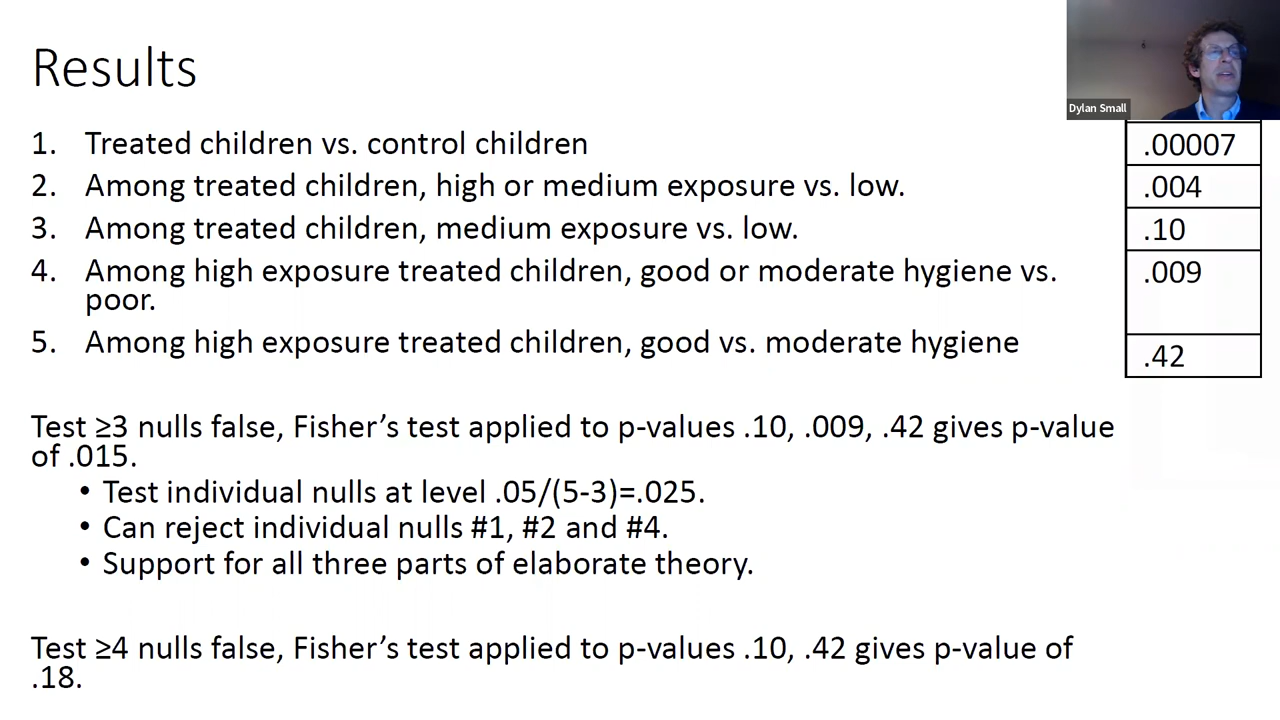 Results
Dylan Small
1. Treated children vs. control children
.00007
2. Among treated children, high or medium exposure vs. low.
.004
3. Among treated children, medium exposure vs. low.
.10
4. Among high exposure treated children, good or moderate hygiene vs.
poor.
.009
5. Among high exposure treated children, good vs. moderate hygiene
.42
Test ≥3 nulls false, Fisher’s test applied to p-values .10, .009, .42 gives p-value
of .015.
• Test individual nulls at level .05/(5-3)=.025.
• Can reject individual nulls #1, #2 and #4.
• Support for all three parts of elaborate theory.
Test ≥4 nulls false, Fisher’s test applied to p-values .10, .42 gives p-value of
.18.